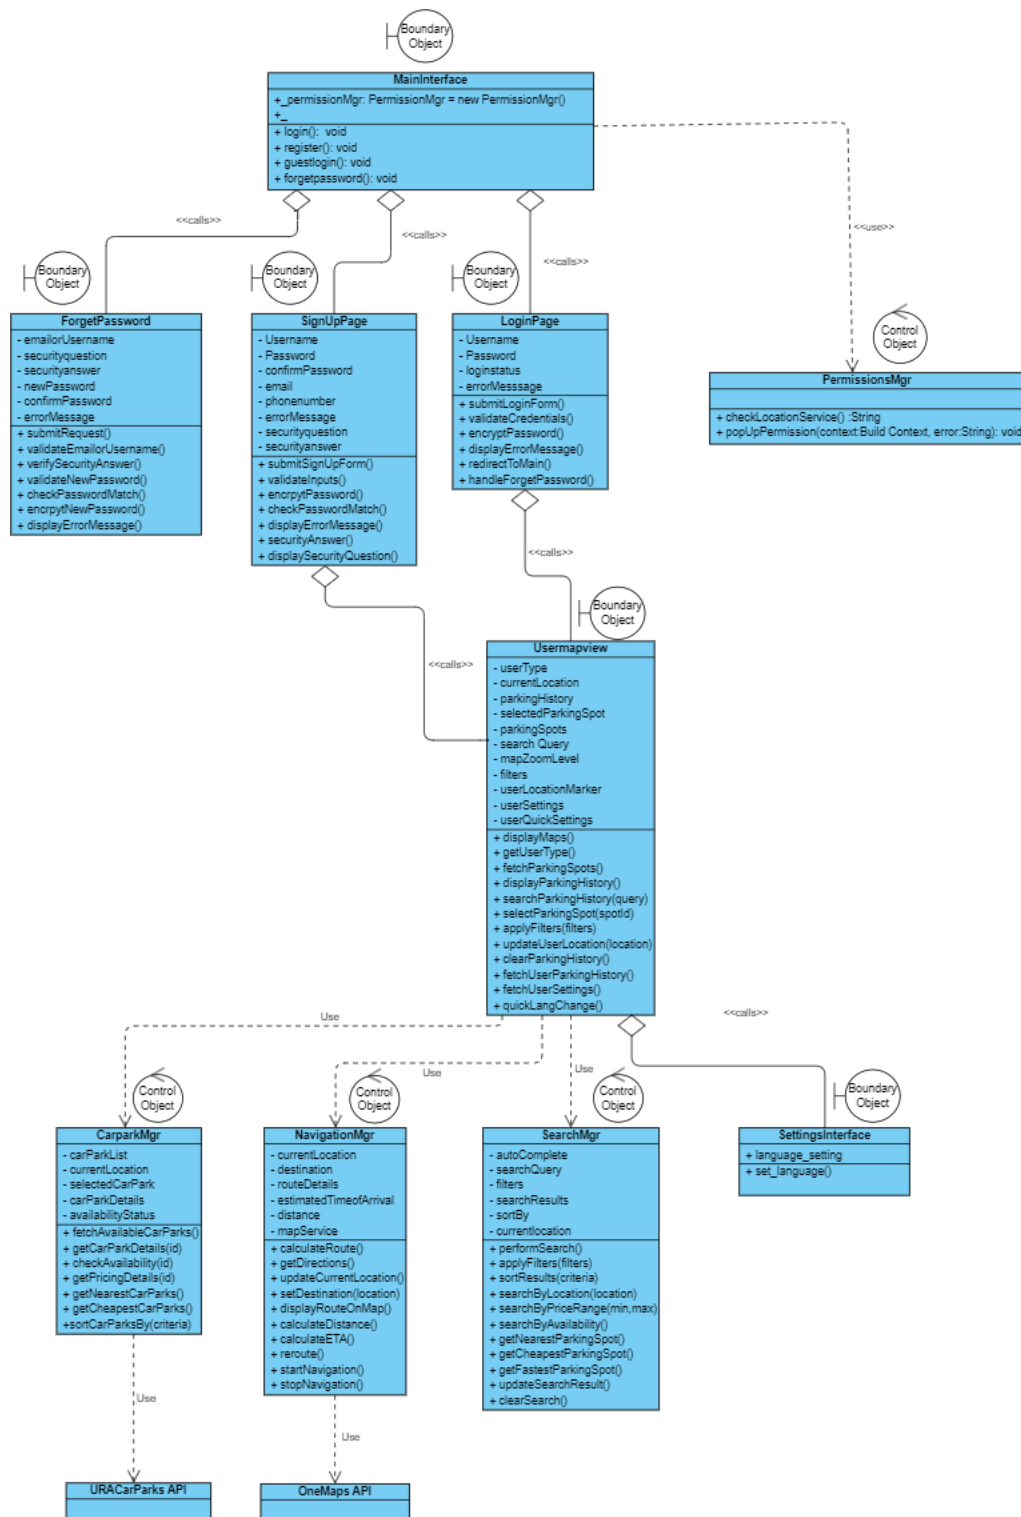 Boundary
Object
MainInterface
+_permissionMgr: PermissionMgr = new PermissionMgr()
+_
+ login(): void
+ register(): void
+ guestlogin(): void
+ forgetpassword(): void
<<calls>>
<<calls>>
<<calls>>
<<use>>
Boundary
Object
ForgetPassword
- emailorUsername
- securityquestion
- securityanswer
- newPassword
- confirmPassword
- errorMessage
+ submitRequest()
+ validateEmailorUsername()
+ verifySecurityAnswer()
+ validateNewPassword()
+ checkPasswordMatch()
+ encrpytNewPassword()
+ displayErrorMessage()
Boundary
Object
SignUpPage
- Username
- Password
- confirmPassword
- email
- phonenumber
- errorMessage
- securityquestion
- securityanswer
+ submitSignUpForm()
+ validateInputs()
+ encrpytPassword()
+ checkPasswordMatch()
+ displayErrorMessage()
+ securityAnswer()
+ displaySecurityQuestion()
Boundary
Object
LoginPage
- Username
- Password
- loginstatus
- errorMesssage
+ submitLoginForm()
+ validateCredentials()
+ encryptPassword()
+ displayErrorMessage()
+ redirectToMain()
+ handleForgetPassword()
Control
Object
PermissionsMgr
+ checkLocationService() :String
+ popUpPermission(context:Build Context, error:String): void
<<calls>>
<<calls>>
Boundary
Object
Usermapview
- userType
- currentLocation
- parkingHistory
- selectedParkingSpot
- parkingSpots
- search Query
- mapZoomLevel
- filters
- userLocationMarker
- userSettings
- userQuickSettings
+ displayMaps()
+ getUserType()
+ fetchParkingSpots()
+ displayParkingHistory()
+ searchParkingHistory(query)
+ selectParkingSpot(spotId)
+ applyFilters(filters)
+ updateUserLocation(location)
+ clearParkingHistory()
+ fetchUserParkingHistory()
+ fetchUserSettings()
+ quickLangChange()
Use
Use
Use
<<calls>>
Control
Object
CarparkMgr
- carParkList
- currentLocation
- selectedCarPark
- carParkDetails
- availabilityStatus
+ fetchAvailableCarParks()
+ getCarParkDetails(id)
+ checkAvailability(id)
+ getPricingDetails(id)
+ getNearestCarParks()
+ getCheapestCarParks()
+sortCarParksBy(criteria)
Control
Object
NavigationMgr
- currentLocation
- destination
- routeDetails
- estimatedTimeofArrival
- distance
- mapService
+ calculateRoute()
+ getDirections()
+ updateCurrentLocation()
+ setDestination(location)
+ displayRouteOnMap()
+ calculateDistance()
+ calculateETA()
+ reroute()
+ startNavigation()
+ stopNavigation()
Control
Object
SearchMgr
- autoComplete
- searchQuery
- filters
- searchResults
- sortBy
- currentlocation
+ performSearch()
+ applyFilters(filters)
+ sortResults(criteria)
+ searchByLocation(location)
+ searchByPriceRange(min,max)
+ searchByAvailability()
+ getNearestParkingSpot()
+ getCheapestParkingSpot()
+ getFastestParkingSpot()
+ updateSearchResult()
+ clearSearch()
Boundary
Object
SettingsInterface
+ language_setting
+ set_language()
Use
Use
URACarParks API
OneMaps API